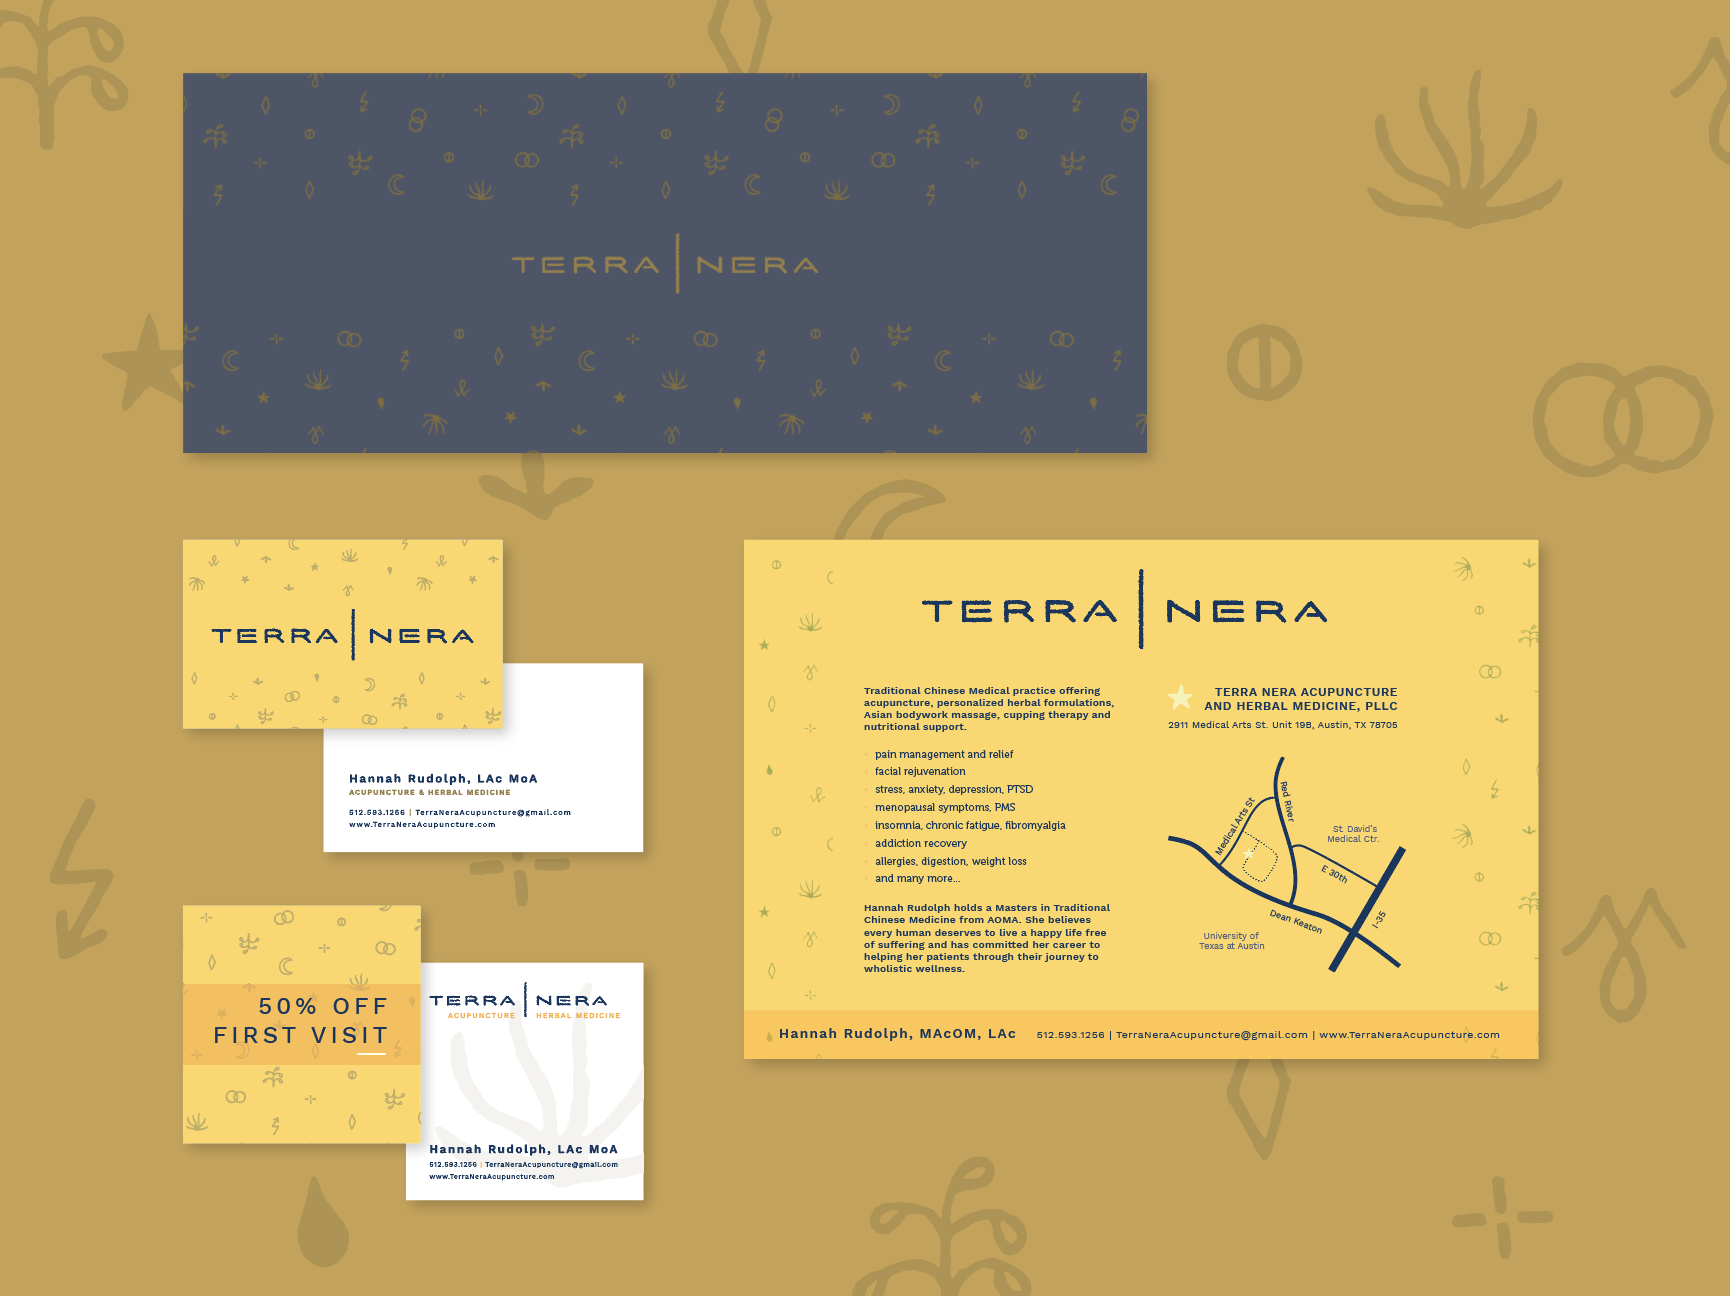 TERRA | NERA
TERRA | NERA
Hannah Rudolph, LAc MoA
ACUPUNCTURE & HERBAL MEDICINE
512.593.1256 | TerraNeraAcupuncture@gmail.com
www.TerraNeraAcupuncture.com
50% OFF
FIRST VISIT
TERRA | NERA
ACUPUNCTURE HERBAL MEDICINE
Hannah Rudolph, LAc MoA
512.593.1256 | TerraNeraAcupuncture@gmail.com
www.TerraNeraAcupuncture.com
TERRA | NERA
Traditional Chinese Medical practice offering
acupuncture, personalized herbal formulations,
Asian bodywork massage, cupping therapy and
nutritional support.
pain management and relief
facial rejuvenation
stress, anxiety, depression, PTSD
menopausal symptoms, PMS
insomnia, chronic fatigue, fibromyalgia
addiction recovery
allergies, digestion, weight loss
and many more...
Hannah Rudolph holds a Masters in Traditional
Chinese Medicine from AOMA. She believes
every human deserves to live a happy life free
of suffering and has committed her career to
helping her patients through their journey to
wholistic wellness.
TERRA NERA ACUPUNCTURE
AND HERBAL MEDICINE, PLLC
2911 Medical Arts St. Unit 19B, Austin, TX 78705
Red River
Medical Arts St
St. David's
Medical Ctr.
E 30th
I-35
Dean Keaton
University of
Texas at Austin
Hannah Rudolph, MAcOM, LAc 512.593.1256 | TerraNeraAcupuncture@gmail.com | www.TerraNeraAcupuncture.com